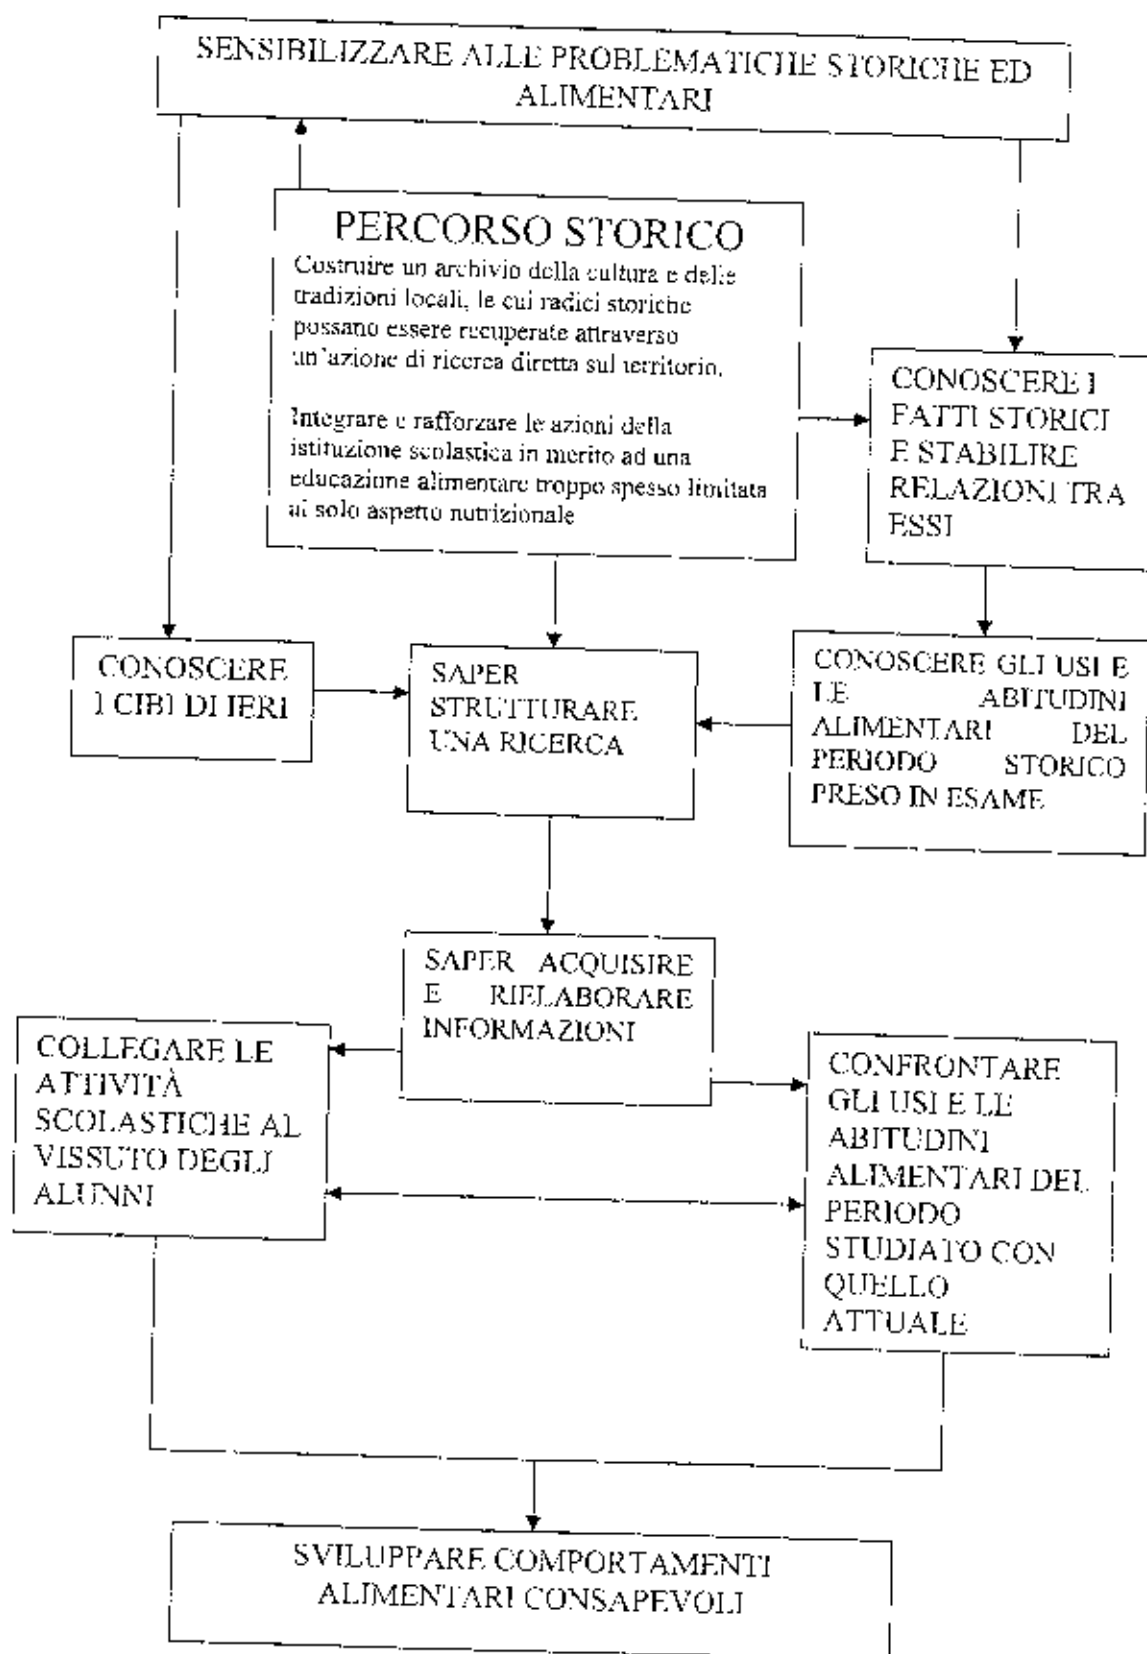 SENSIBILIZZARE ALLE PROBLEMATICHE STORICHE ED
ALIMENTARI
PERCORSO STORICO
Costruire un archivio della cultura e delle
tradizioni locali, le cui radici storiche
possano essere recuperate attraverso
un'azione di ricerca diretta sul territorio.
Integrare e rafforzare le azioni della
istituzione scolastica in merito ad una
educazione alimentare troppo spesso limitata
al solo aspetto nutrizionale
CONOSCERE I
FATTI STORICI
E STABILIRE
RELAZIONI TRA
ESSI
CONOSCERE
I CIBI DI IERI
SAPER
STRUTTURARE
UNA RICERCA
CONOSCERE GLI USI E
LE ABITUDINI
ALIMENTARI DEL
PERIODO STORICO
PRESO IN ESAME
SAPER ACQUISIRE
E RIELABORARE
INFORMAZIONI
COLLEGARE LE
ATTIVITÀ
SCOLASTICHE AL
VISSUTO DEGLI
ALUNNI
CONFRONTARE
GLI USI E LE
ABITUDINI
ALIMENTARI DEL
PERIODO
STUDIATO CON
QUELLO
ATTUALE
SVILUPPARE COMPORTAMENTI
ALIMENTARI CONSAPEVOLI